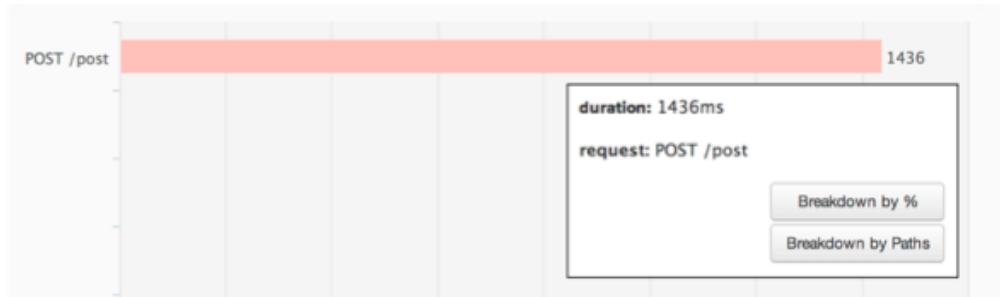 POST /post
1436
duration: 1436ms
request: POST /post
Breakdown by %
Breakdown by Paths